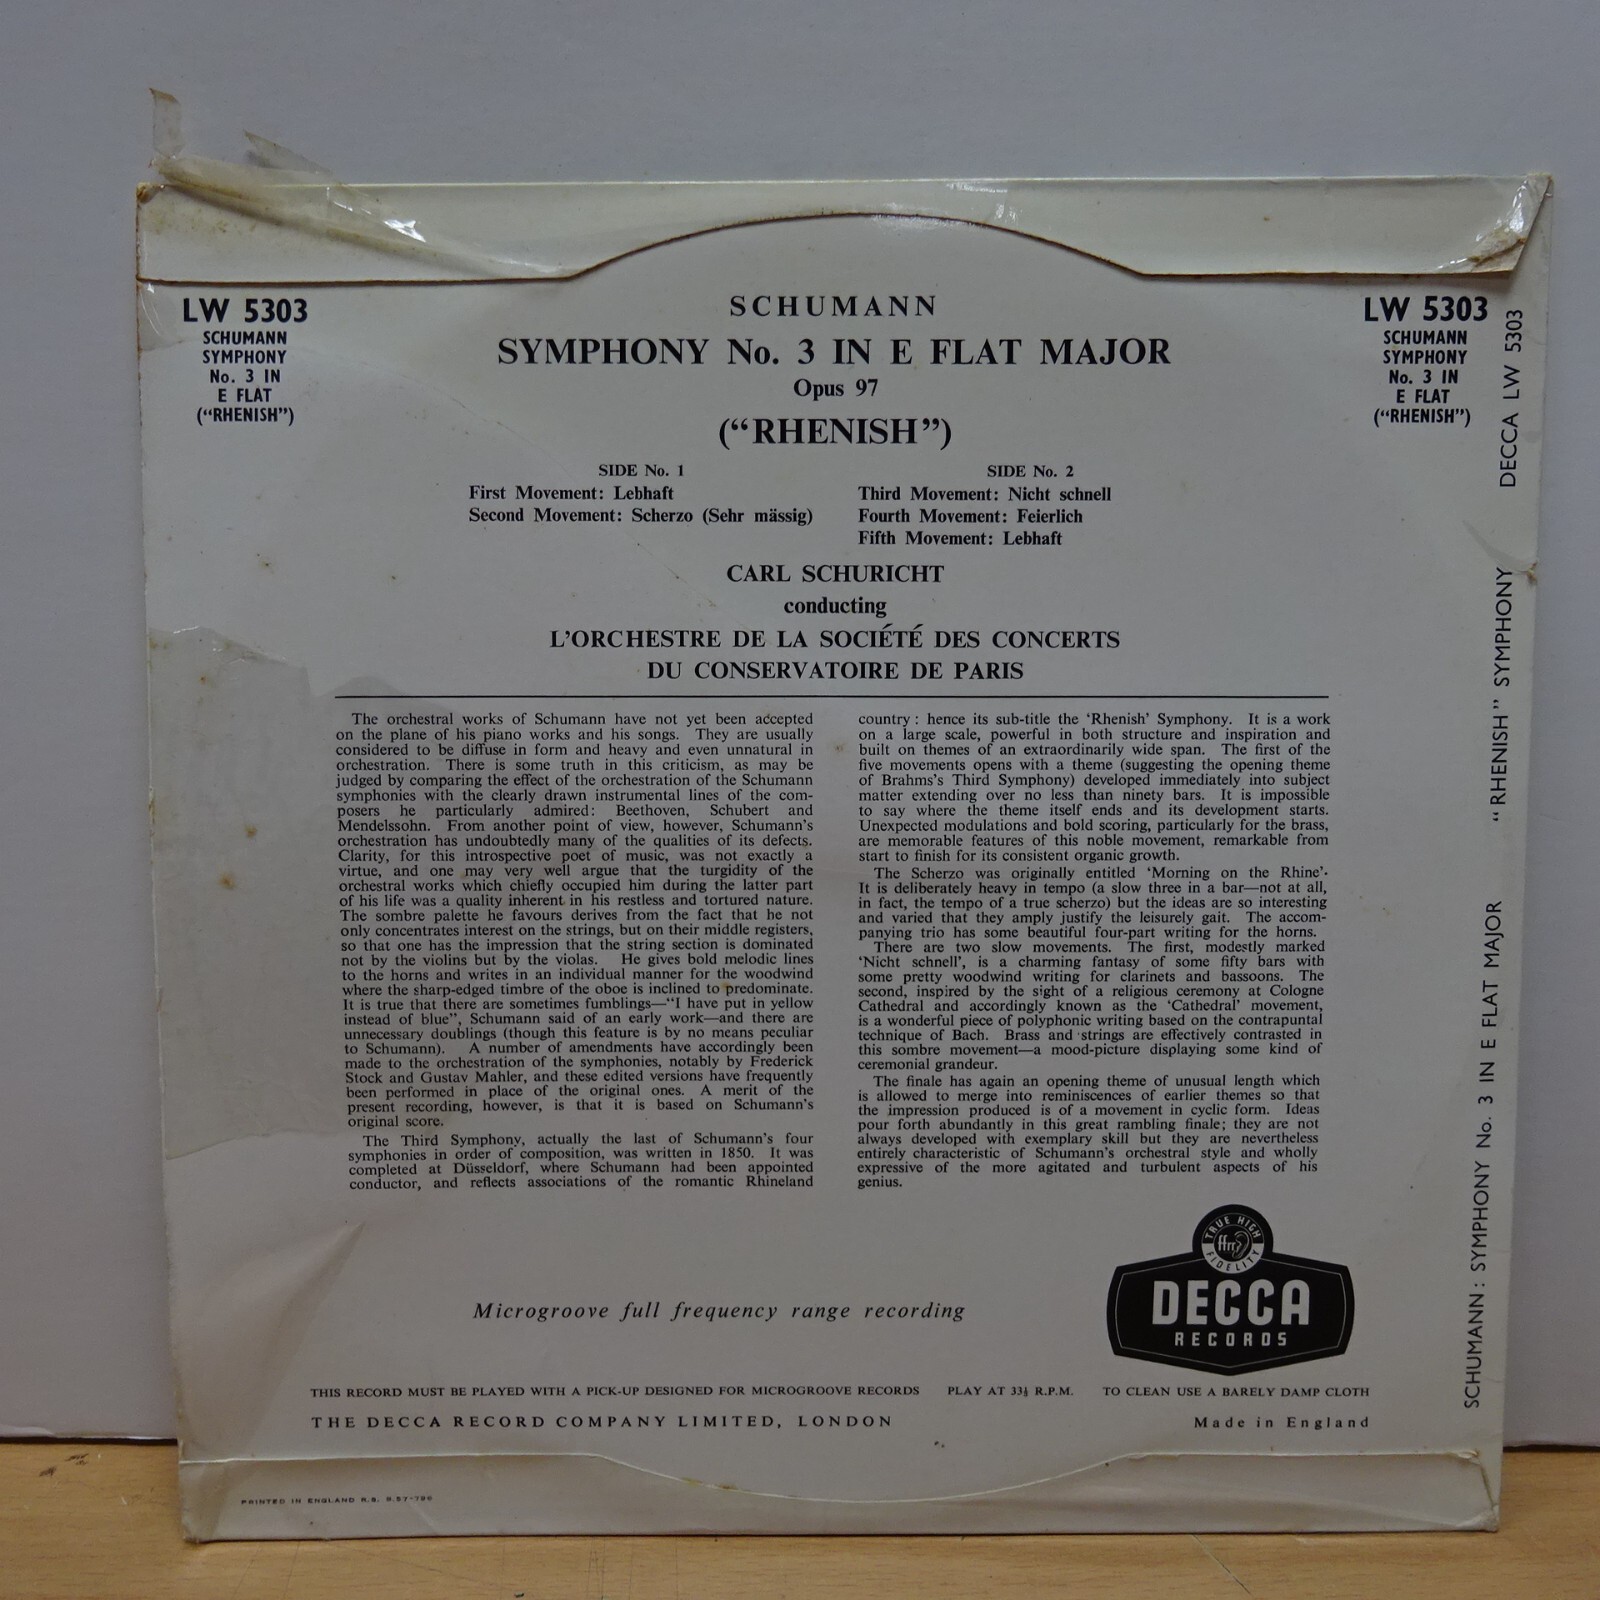 LW 5303
SCHUMANN
SYMPHONY
No. 3 IN
E FLAT
("RHENISH")
SCHUMANN
SYMPHONY No. 3 IN E FLAT MAJOR
Opus 97
("RHENISH")
LW 5303
SCHUMANN
SYMPHONY
No. 3 IN
E FLAT
("RHENISH")
SIDE No. 1
First Movement: Lebhaft
Second Movement: Scherzo (Sehr mässig)
SIDE No. 2
Third Movement: Nicht schnell
Fourth Movement: Feierlich
Fifth Movement: Lebhaft
CARL SCHURICHT
conducting
L'ORCHESTRE DE LA SOCIÉTÉ DES CONCERTS
DU CONSERVATOIRE DE PARIS
The orchestral works of Schumann have not yet been accepted
on the plane of his piano works and his songs. They are usually
considered to be diffuse in form and heavy and even unnatural in
orchestration. There is some truth in this criticism, as may be
judged by comparing the effect of the orchestration of the Schumann
symphonies with the clearly drawn instrumental lines of the com-
posers he particularly admired: Beethoven, Schubert and
Mendelssohn. From another point of view, however, Schumann's
orchestration has undoubtedly many of the qualities of its defects.
Clarity, for this introspective poet of music, was not exactly a
virtue, and one may very well argue that the turgidity of the
orchestral works which chiefly occupied him during the latter part
of his life was a quality inherent in his restless and tortured nature.
The sombre palette he favours derives from the fact that he not
only concentrates interest on the strings, but on their middle registers,
so that one has the impression that the string section is dominated
not by the violins but by the violas. He gives bold melodic lines
to the horns and writes in an individual manner for the woodwind
where the sharp-edged timbre of the oboe is inclined to predominate.
It is true that there are sometimes fumblings—"I have put in yellow
instead of blue", Schumann said of an early work—and there are
unnecessary doublings (though this feature is by no means peculiar
to Schumann). A number of amendments have accordingly been
made to the orchestration of the symphonies, notably by Frederick
Stock and Gustav Mahler, and these edited versions have frequently
been performed in place of the original ones. A merit of the
present recording, however, is that it is based on Schumann's
original score.
The Third Symphony, actually the last of Schumann's four
symphonies in order of composition, was written in 1850. It was
completed at Düsseldorf, where Schumann had been appointed
conductor, and reflects associations of the romantic Rhineland
country: hence its sub-title the 'Rhenish' Symphony. It is a work
on a large scale, powerful in both structure and inspiration and
built on themes of an extraordinarily wide span. The first of the
five movements opens with a theme (suggesting the opening theme
of Brahms's Third Symphony) developed immediately into subject
matter extending over no less than ninety bars. It is impossible
to say where the theme itself ends and its development starts.
Unexpected modulations and bold scoring, particularly for the brass,
are memorable features of this noble movement, remarkable from
start to finish for its consistent organic growth.
The Scherzo was originally entitled 'Morning on the Rhine'.
It is deliberately heavy in tempo (a slow three in a bar—not at all,
in fact, the tempo of a true scherzo) but the ideas are so interesting
and varied that they amply justify the leisurely gait. The accom-
panying trio has some beautiful four-part writing for the horns.
There are two slow movements. The first, modestly marked
'Nicht schnell', is a charming fantasy of some fifty bars with
some pretty woodwind writing for clarinets and bassoons. The
second, inspired by the sight of a religious ceremony at Cologne
Cathedral and accordingly known as the 'Cathedral' movement,
is a wonderful piece of polyphonic writing based on the contrapuntal
technique of Bach. Brass and strings are effectively contrasted in
this sombre movement—a mood-picture displaying some kind of
ceremonial grandeur.
The finale has again an opening theme of unusual length which
is allowed to merge into reminiscences of earlier themes so that
the impression produced is of a movement in cyclic form. Ideas
pour forth abundantly in this great rambling finale; they are not
always developed with exemplary skill but they are nevertheless
entirely characteristic of Schumann's orchestral style and wholly
expressive of the more agitated and turbulent aspects of his
genius.
Microgroove full frequency range recording
TRUE HIGH
ffrr
FIDELITY
DECCA
RECORDS
THIS RECORD MUST BE PLAYED WITH A PICK-UP DESIGNED FOR MICROGROOVE RECORDS PLAY AT 33⅓ R.P.M. TO CLEAN USE A BARELY DAMP CLOTH
THE DECCA RECORD COMPANY LIMITED, LONDON Made in England
PRINTED IN ENGLAND R.S.
SCHUMANN : SYMPHONY No. 3 IN E FLAT MAJOR "RHENISH" SYMPHONY DECCA LW 5303